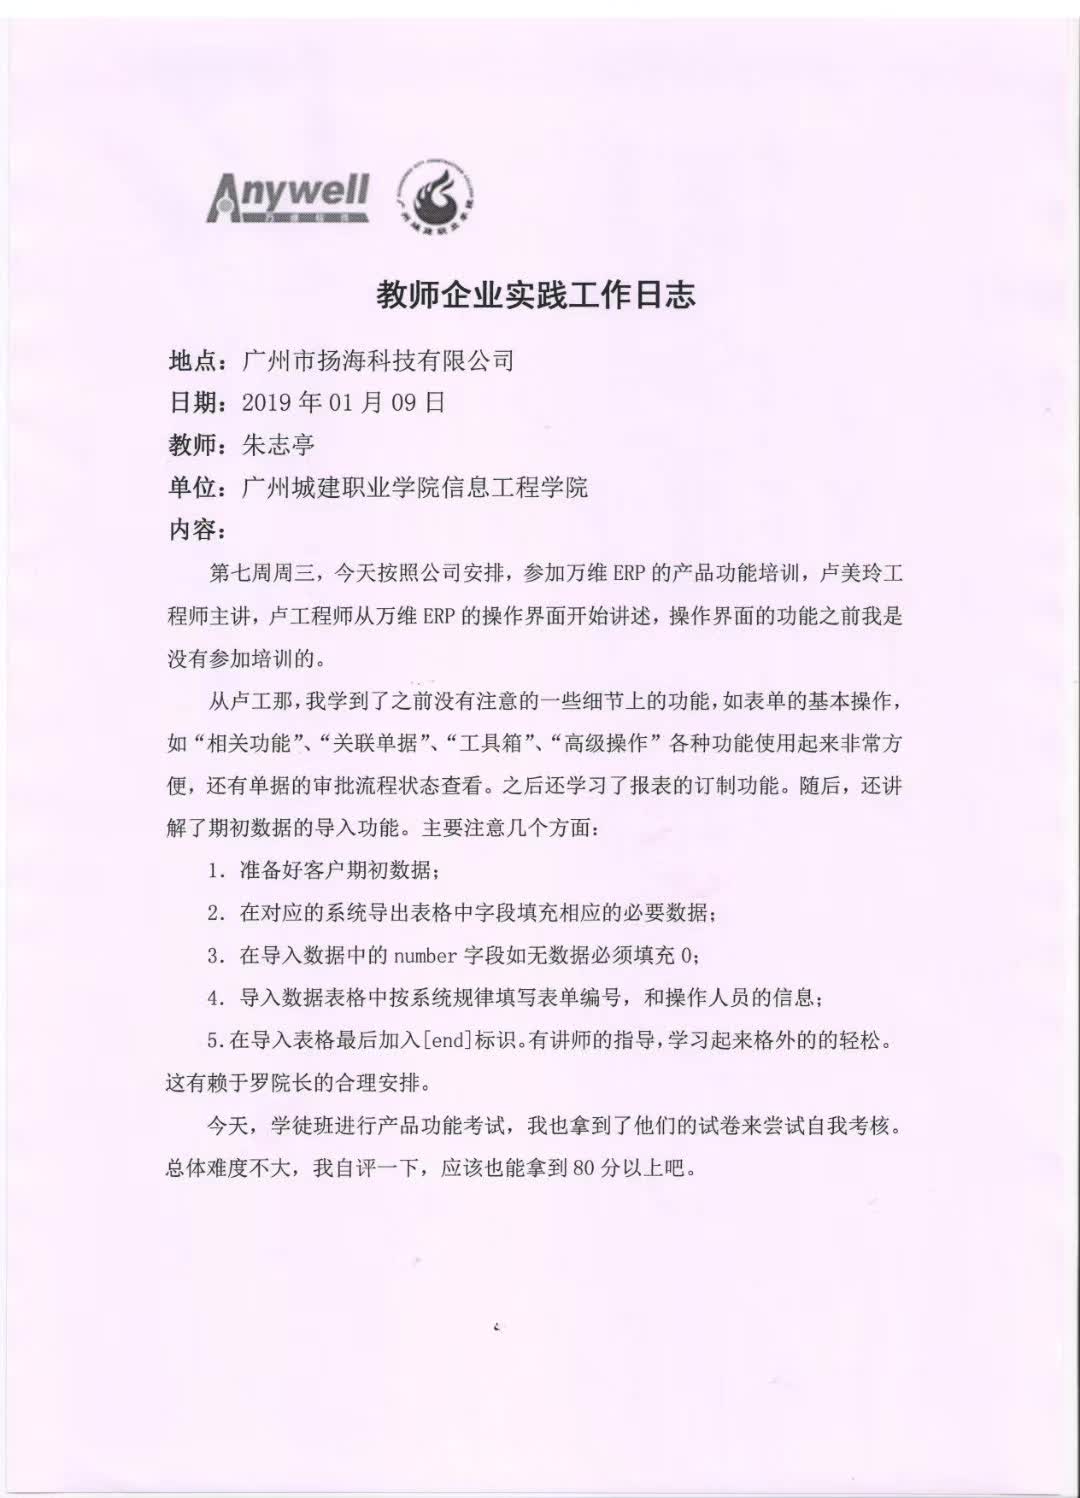 Anywell
广州城建职业学院
教师企业实践工作日志
地点：广州市扬海科技有限公司
日期：2019 年 01 月 09 日
教师：朱志亭
单位：广州城建职业学院信息工程学院
内容：
第七周周三，今天按照公司安排，参加万维 ERP 的产品功能培训，卢美玲工
程师主讲，卢工程师从万维 ERP 的操作界面开始讲述，操作界面的功能之前我是
没有参加培训的。
从卢工那，我学到了之前没有注意的一些细节上的功能，如表单的基本操作，
如“相关功能”、“关联单据”、“工具箱”、“高级操作”各种功能使用起来非常方
便，还有单据的审批流程状态查看。之后还学习了报表的订制功能。随后，还讲
解了期初数据的导入功能。主要注意几个方面：
1. 准备好客户期初数据；
2. 在对应的系统导出表格中字段填充相应的必要数据；
3. 在导入数据中的 number 字段如无数据必须填充 0；
4. 导入数据表格中按系统规律填写表单编号，和操作人员的信息；
5.在导入表格最后加入[end]标识。有讲师的指导，学习起来格外的的轻松。
这有赖于罗院长的合理安排。
今天，学徒班进行产品功能考试，我也拿到了他们的试卷来尝试自我考核。
总体难度不大，我自评一下，应该也能拿到 80 分以上吧。